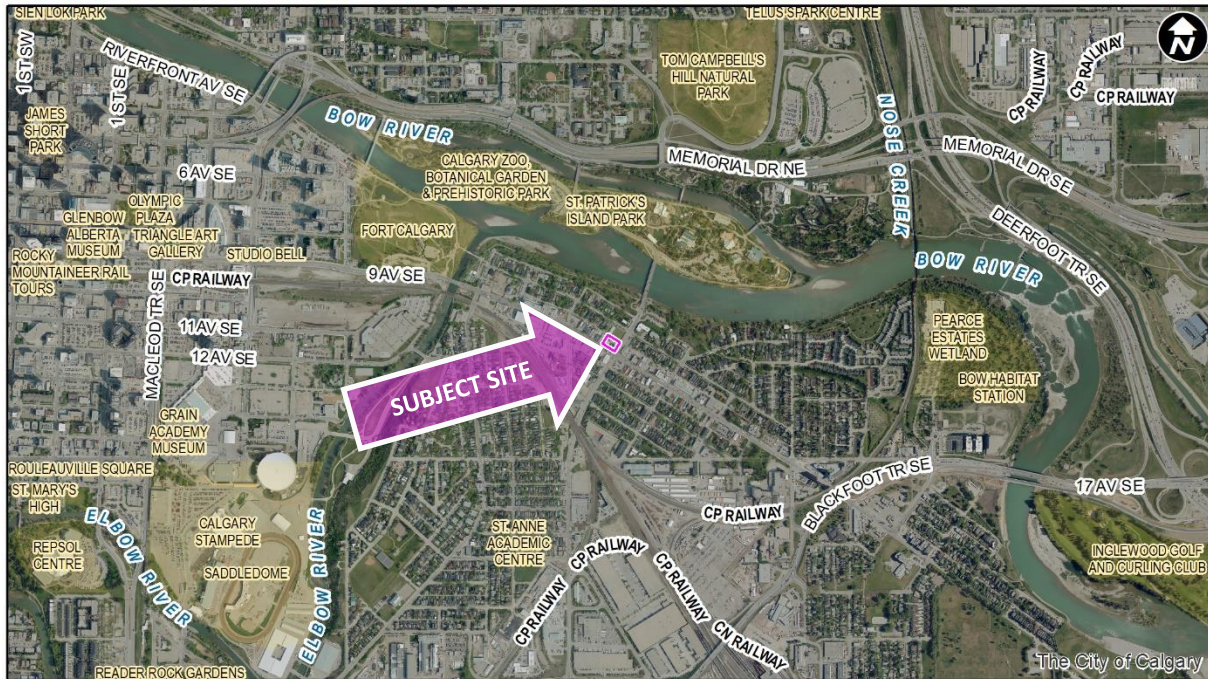 SIEN LOK PARK
TELUS SPARK CENTRE
N
1 ST SW
RIVERFRONT AV SE
1 ST SE
JAMES
SHORT
PARK
BOW RIVER
TOM CAMPBELL'S
HILL NATURAL
PARK
NOSE CREEK
CP RAILWAY
CP RAILWAY
CP RAILWAY
MEMORIAL DR NE
MEMORIAL DR SE
6 AV SE
CALGARY ZOO,
BOTANICAL GARDEN
& PREHISTORIC PARK
ST. PATRICK'S
ISLAND PARK
DEERFOOT TR SE
OLYMPIC
PLAZA
TRIANGLE ART
GALLERY
GLENBOW
ALBERTA
MUSEUM
FORT CALGARY
STUDIO BELL
ROCKY
MOUNTAINEER RAIL
TOURS
CP RAILWAY
9 AV SE
BOW RIVER
MACLEOD TR SE
11 AV SE
12 AV SE
PEARCE
ESTATES
WETLAND
BOW HABITAT
STATION
SUBJECT SITE
GRAIN
ACADEMY
MUSEUM
ROULEAUVILLE SQUARE
ST. MARY'S
HIGH
ELBOW RIVER
CALGARY
STAMPEDE
REPSOL
CENTRE
SADDLEDOME
ELBOW RIVER
ST. ANNE
ACADEMIC
CENTRE
CP RAILWAY
BLACKFOOT TR SE
17 AV SE
CP RAILWAY
CP RAILWAY
CP RAILWAY
CN RAILWAY
INGLEWOOD GOLF
AND CURLING CLUB
READER ROCK GARDENS
The City of Calgary